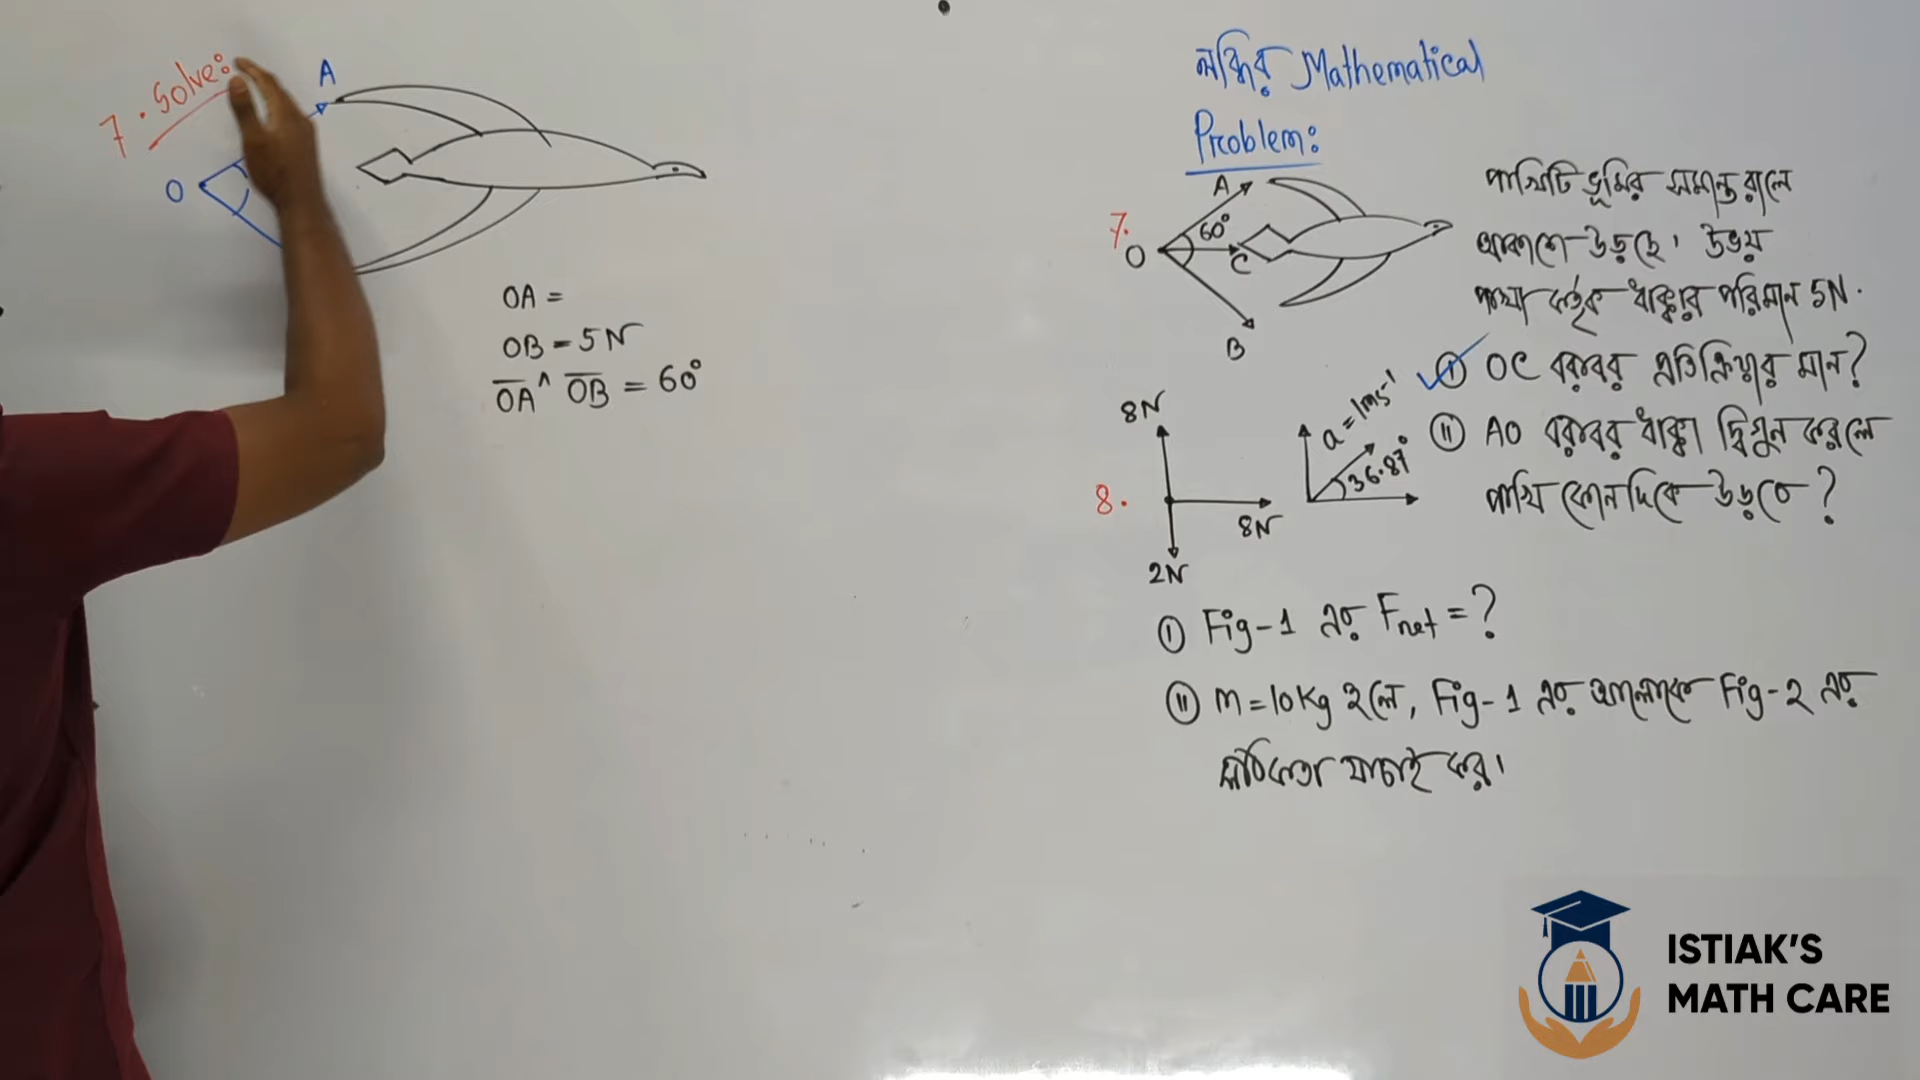 7. Solve:
A
O
OA =
OB = 5N
OA ^ OB = 60°
লব্ধির Mathematical
Problem:
7.
A
60°
O
C
B
পাখিটি ভূমির সমান্তরালে
আকাশে উড়ছে। উভয়
পাখা কর্তৃক ধাক্কার পরিমান 5N.
i OC বরাবর প্রতিক্রিয়ার মান?
ii AO বরাবর ধাক্কা দ্বিগুন করলে
পাখি কোনদিকে উড়বে?
8.
8N
8N
2N
a = 1ms⁻¹
36.87°
i Fig-1 এর Fnet = ?
ii m = 10kg হলে, Fig-1 এর আলোকে Fig-2 এর
সঠিকতা যাচাই কর।
ISTIAK'S
MATH CARE